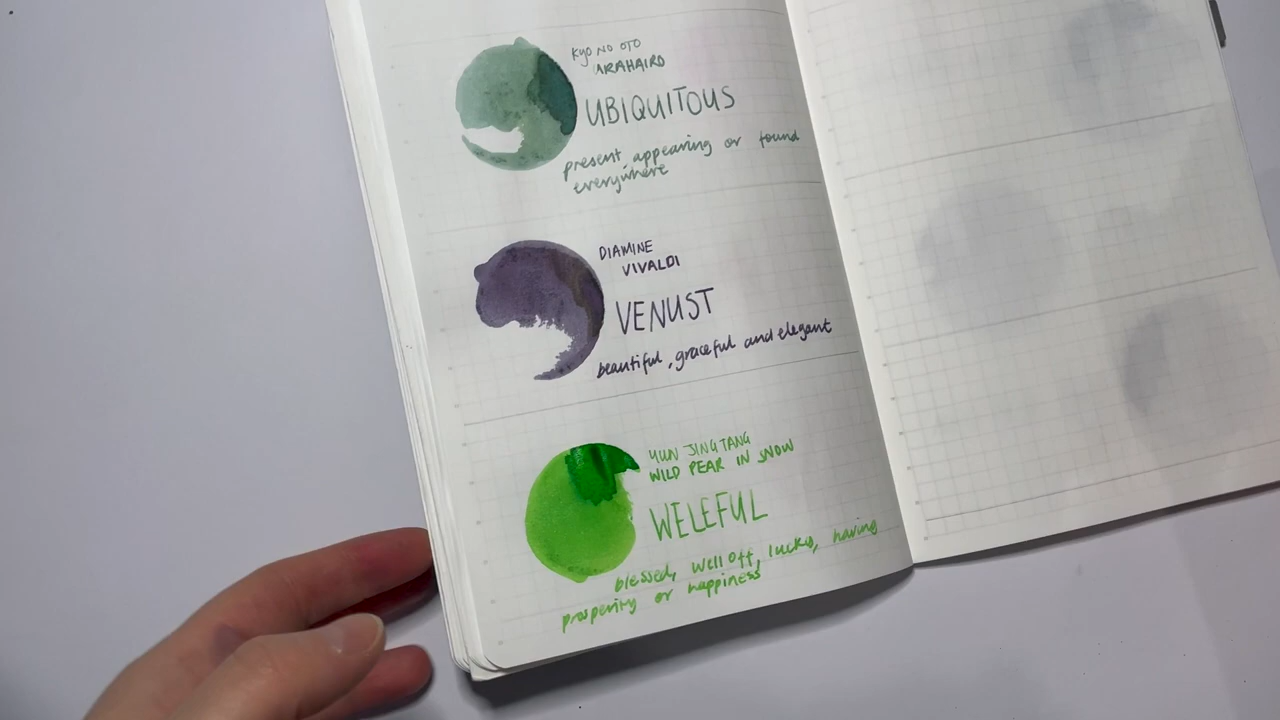 KYO NO OTO
URAHAIRO
UBIQUITOUS
present, appearing or found
everywhere
DIAMINE
VIVALDI
VENUST
beautiful, graceful and elegant
YUN JINGTANG
WILD PEAR IN SNOW
WELEFUL
blessed, well off, lucky, having
prosperity or happiness